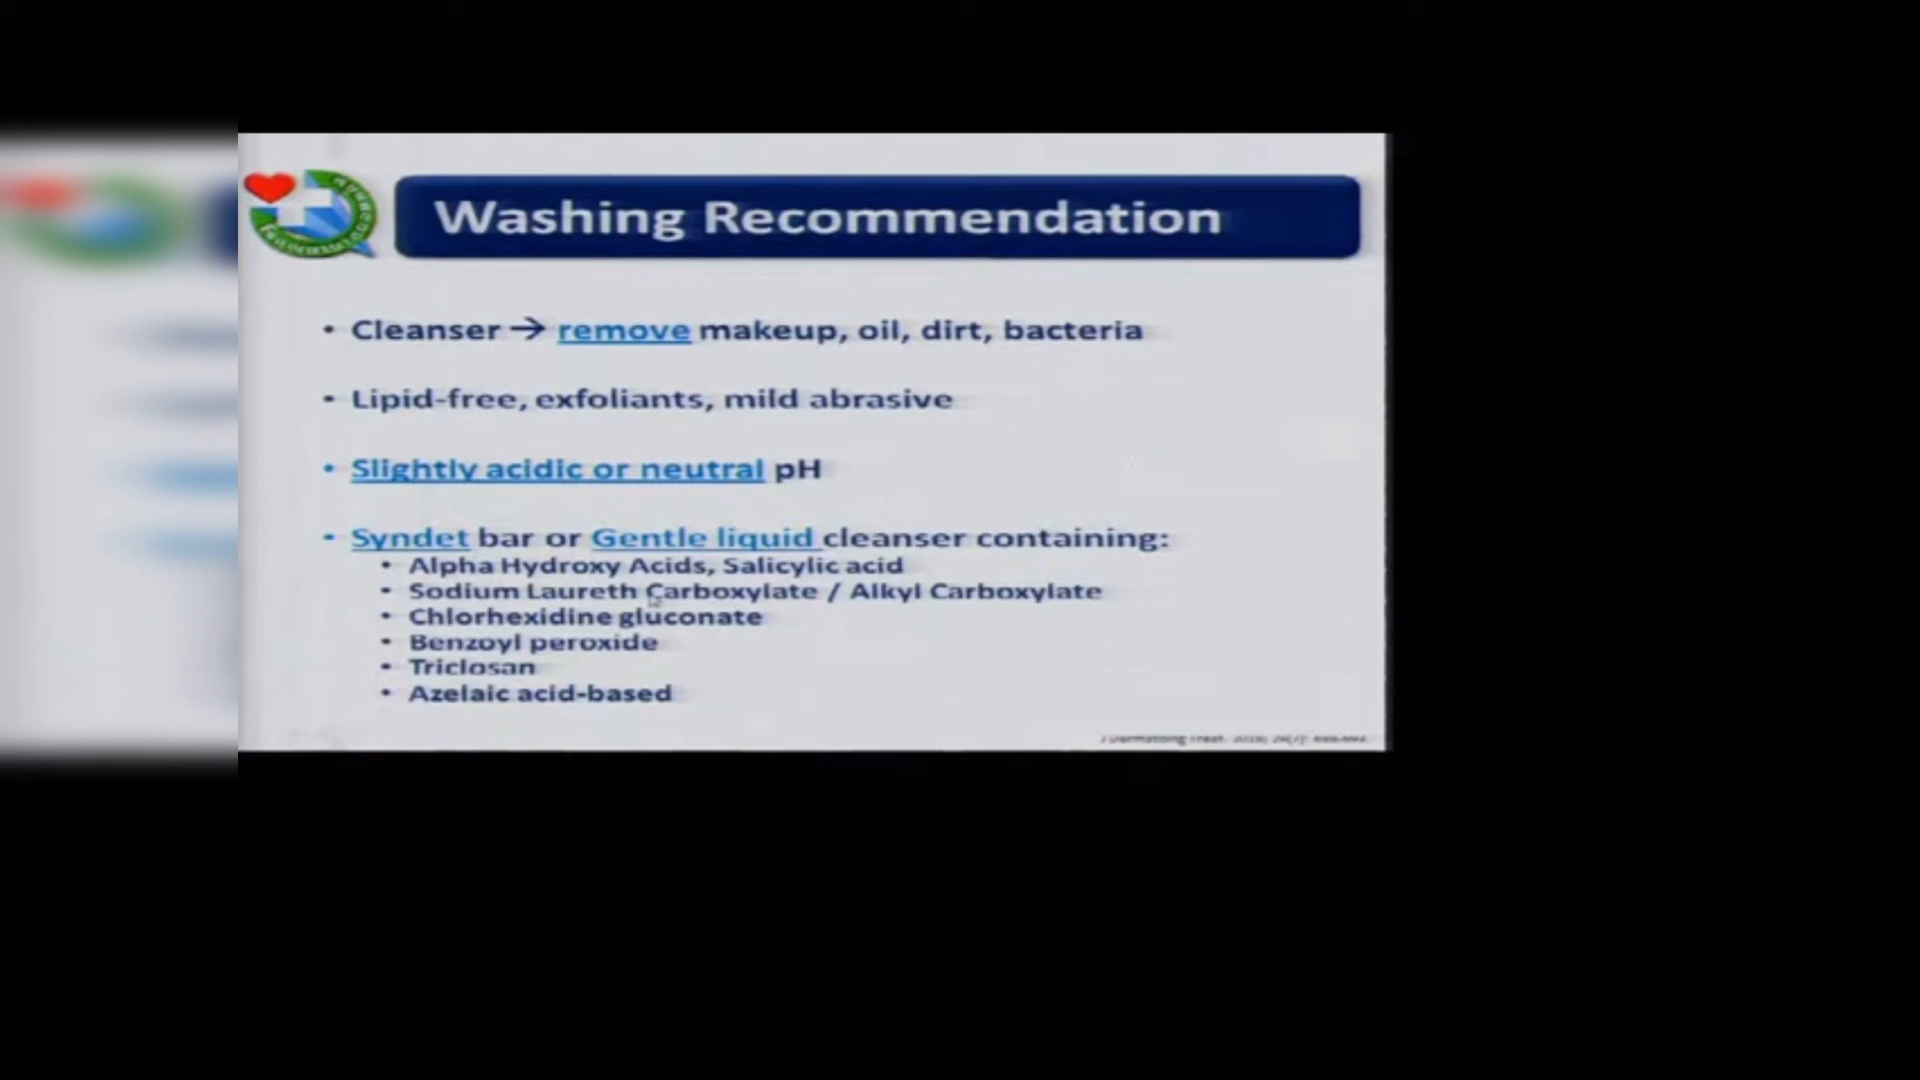 Washing Recommendation
• Cleanser → remove makeup, oil, dirt, bacteria
• Lipid-free, exfoliants, mild abrasive
• Slightly acidic or neutral pH
• Syndet bar or Gentle liquid cleanser containing:
• Alpha Hydroxy Acids, Salicylic acid
• Sodium Laureth Carboxylate / Alkyl Carboxylate
• Chlorhexidine gluconate
• Benzoyl peroxide
• Triclosan
• Azelaic acid-based